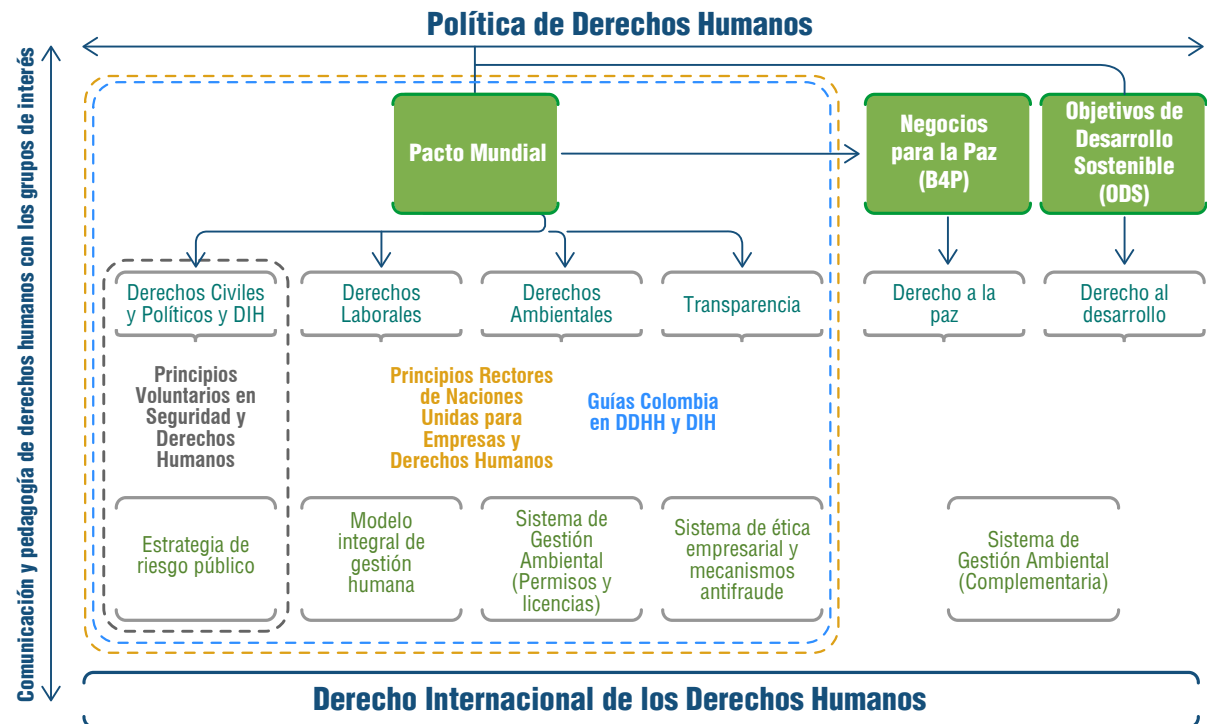 Política de Derechos Humanos
Comunicación y pedagogía de derechos humanos con los grupos de interés
Pacto Mundial
Negocios
para la Paz
(B4P)
Objetivos de
Desarrollo
Sostenible
(ODS)
Derechos Civiles
y Políticos y DIH
Derechos
Laborales
Derechos
Ambientales
Transparencia
Derecho a la
paz
Derecho al
desarrollo
Principios
Voluntarios en
Seguridad y
Derechos
Humanos
Principios Rectores
de Naciones
Unidas para
Empresas y
Derechos Humanos
Guías Colombia
en DDHH y DIH
Estrategia de
riesgo público
Modelo
integral de
gestión
humana
Sistema de
Gestión
Ambiental
(Permisos y
licencias)
Sistema de ética
empresarial y
mecanismos
antifraude
Sistema de
Gestión Ambiental
(Complementaria)
Derecho Internacional de los Derechos Humanos